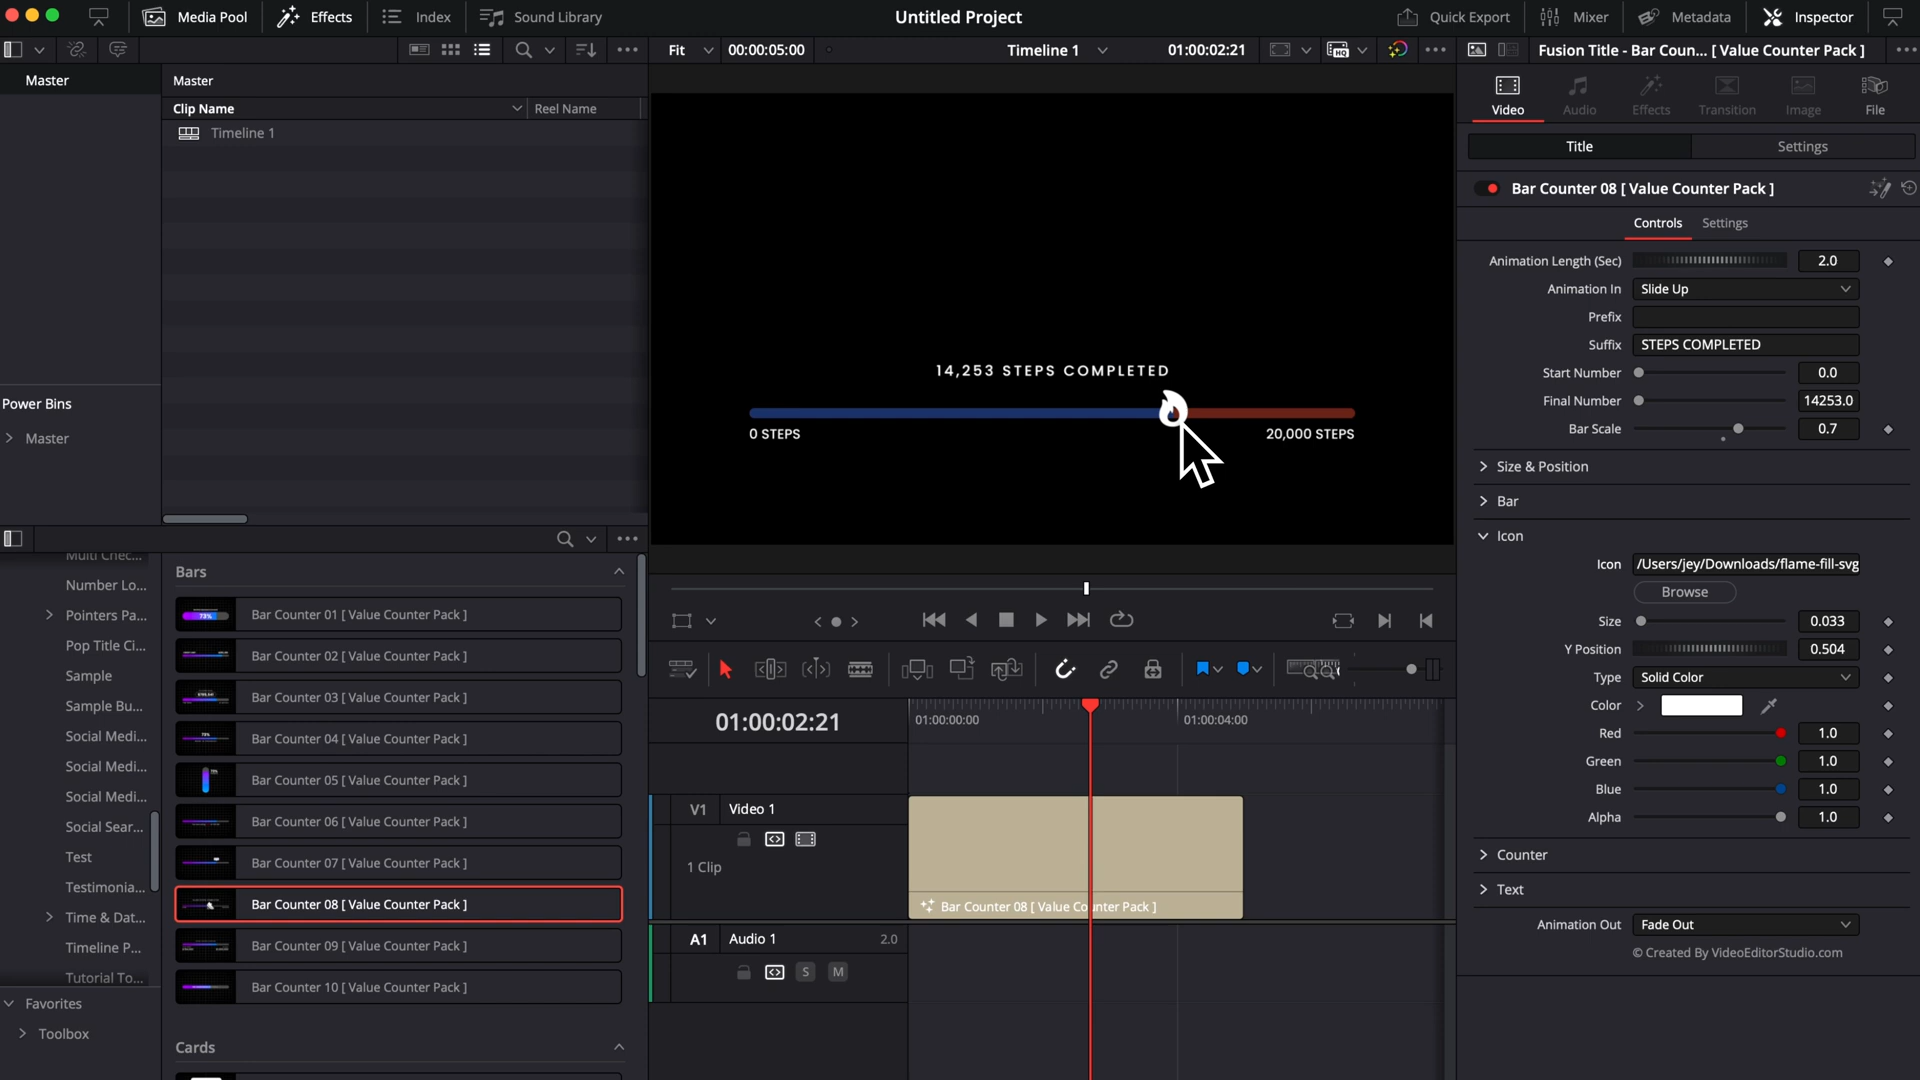 Media Pool
Effects
Index
Sound Library
Untitled Project
Quick Export
Mixer
Metadata
Inspector
Fit
00:00:05:00
Timeline 1
01:00:02:21
Fusion Title - Bar Coun... [ Value Counter Pack ]
Master
Master
Clip Name
Reel Name
Timeline 1
Power Bins
Master
14,253 STEPS COMPLETED
0 STEPS
20,000 STEPS
Video
Audio
Effects
Transition
Image
File
Title
Settings
Bar Counter 08 [ Value Counter Pack ]
Controls
Settings
Animation Length (Sec)
2.0
Animation In
Slide Up
Prefix
Suffix
STEPS COMPLETED
Start Number
0.0
Final Number
14253.0
Bar Scale
0.7
Size & Position
Bar
Icon
Icon
/Users/jey/Downloads/flame-fill-svg
Browse
Size
0.033
Y Position
0.504
Type
Solid Color
Color
Red
1.0
Green
1.0
Blue
1.0
Alpha
1.0
Counter
Text
Animation Out
Fade Out
© Created By VideoEditorStudio.com
Multi Chec...
Number Lo...
Pointers Pa...
Pop Title Ci...
Sample
Sample Bu...
Social Medi...
Social Medi...
Social Medi...
Social Sear...
Test
Testimonia...
Time & Dat...
Timeline P...
Tutorial To...
Favorites
Toolbox
Bars
Bar Counter 01 [ Value Counter Pack ]
Bar Counter 02 [ Value Counter Pack ]
Bar Counter 03 [ Value Counter Pack ]
Bar Counter 04 [ Value Counter Pack ]
Bar Counter 05 [ Value Counter Pack ]
Bar Counter 06 [ Value Counter Pack ]
Bar Counter 07 [ Value Counter Pack ]
Bar Counter 08 [ Value Counter Pack ]
Bar Counter 09 [ Value Counter Pack ]
Bar Counter 10 [ Value Counter Pack ]
Cards
01:00:02:21
01:00:00:00
01:00:04:00
V1
Video 1
1 Clip
Bar Counter 08 [ Value Counter Pack ]
A1
Audio 1
2.0
S
M